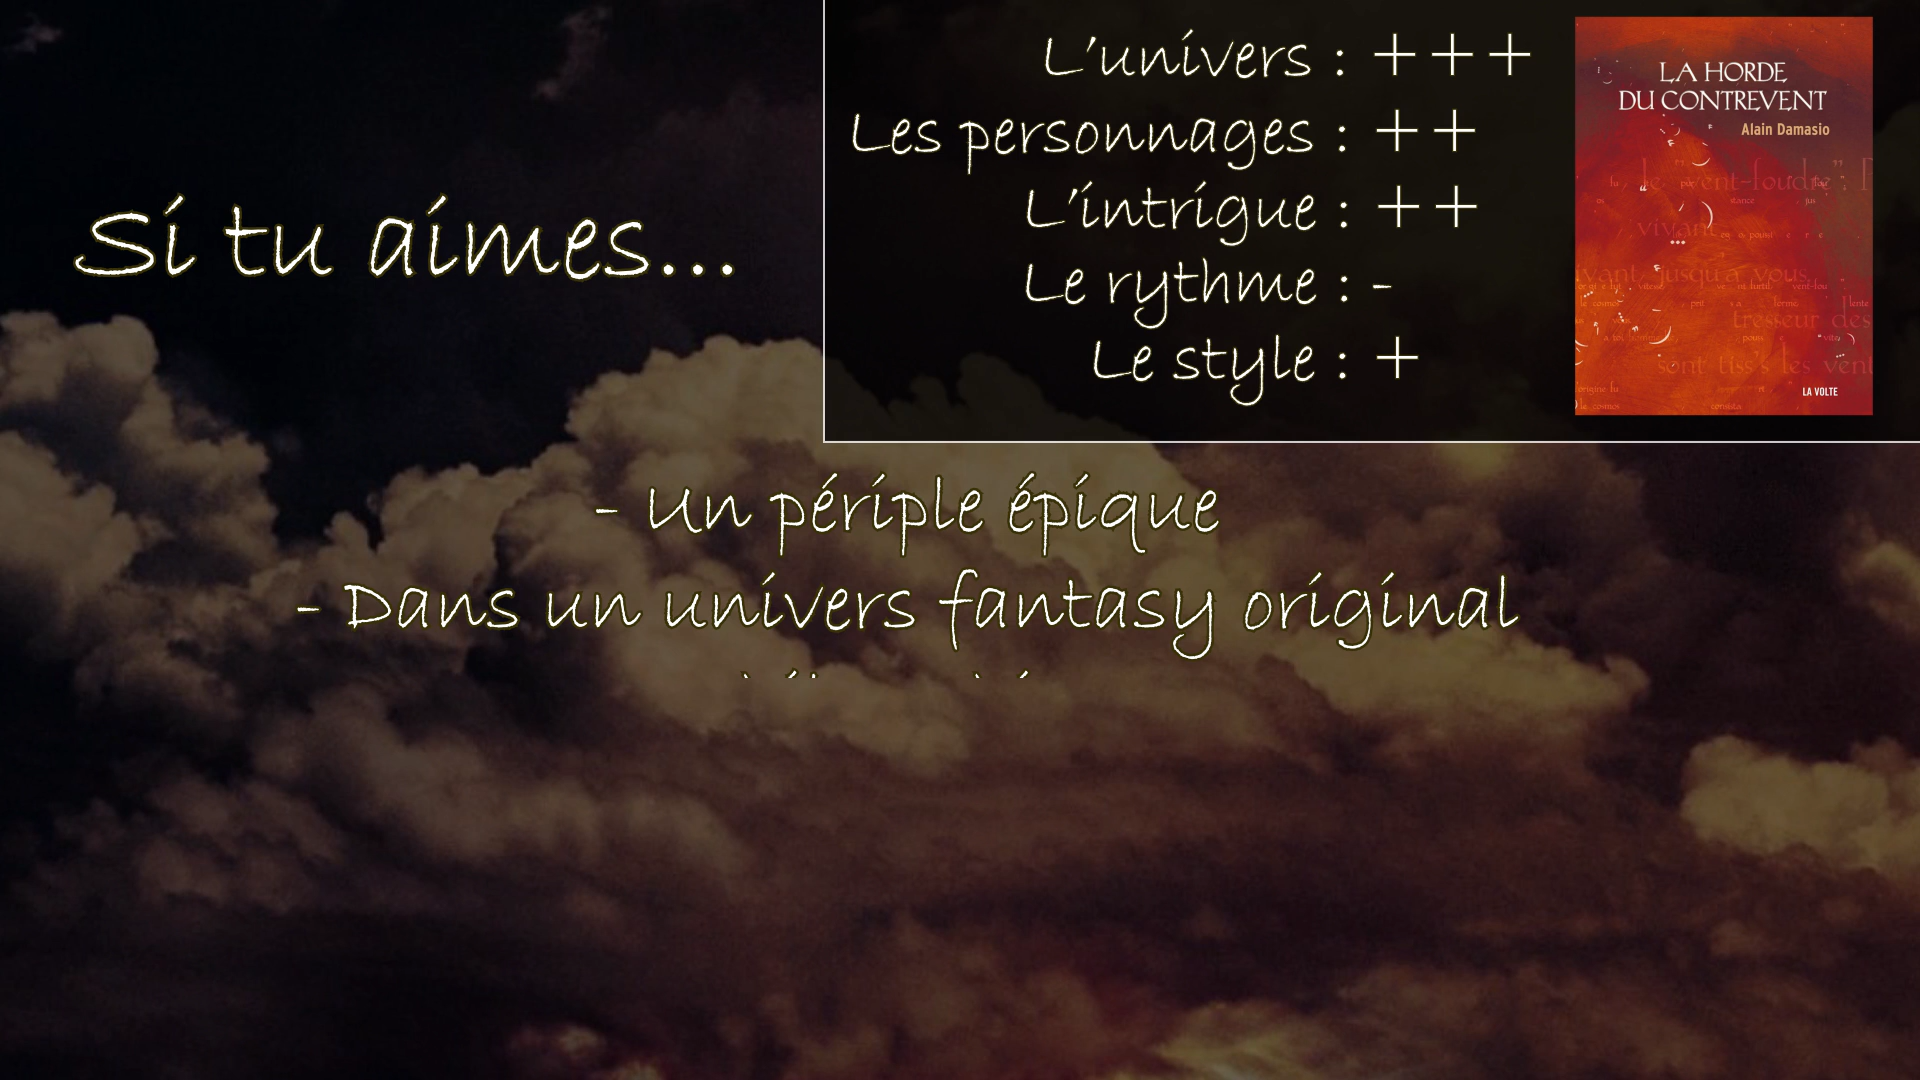 Si tu aimes...
L'univers : +++
Les personnages : ++
L'intrigue : ++
Le rythme : -
Le style : +
LA HORDE
DU CONTREVENT
Alain Damasio
LA VOLTE
- Un périple épique
- Dans un univers fantasy original